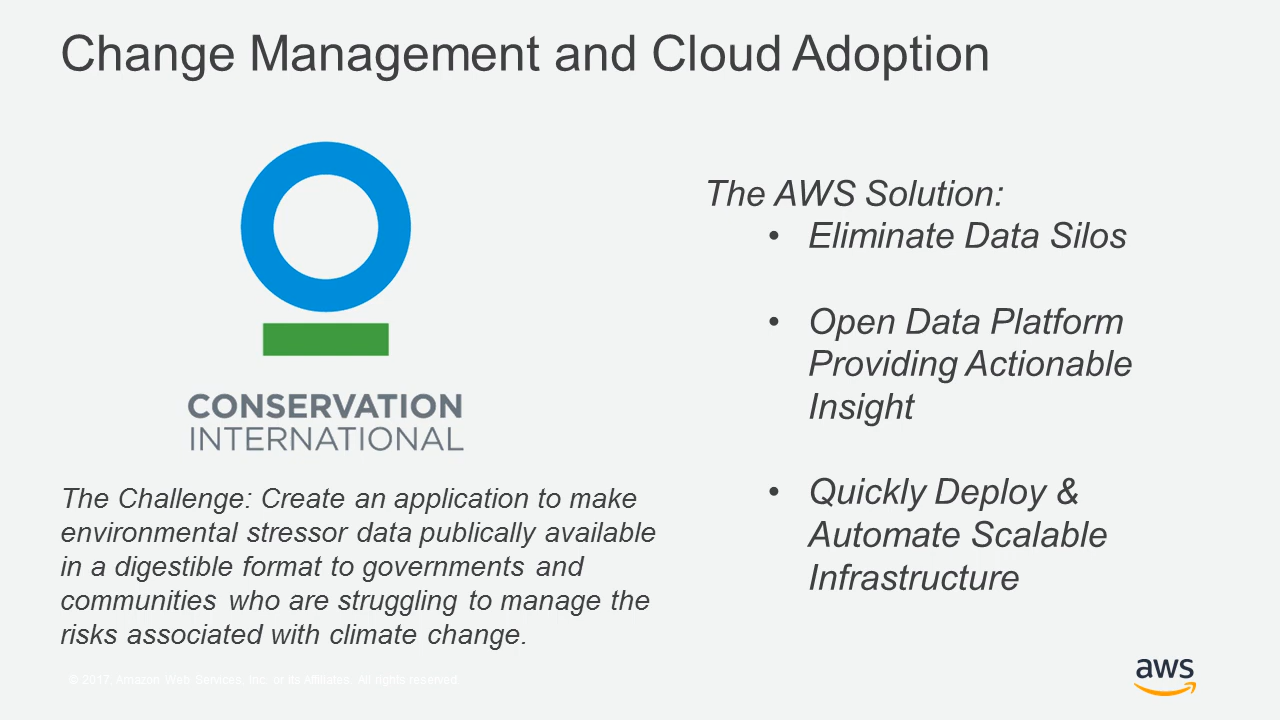 Change Management and Cloud Adoption
CONSERVATION
INTERNATIONAL
The Challenge: Create an application to make
environmental stressor data publically available
in a digestible format to governments and
communities who are struggling to manage the
risks associated with climate change.
The AWS Solution:
• Eliminate Data Silos
• Open Data Platform
Providing Actionable
Insight
• Quickly Deploy &
Automate Scalable
Infrastructure
© 2017, Amazon Web Services, Inc. or its Affiliates. All rights reserved.
aws